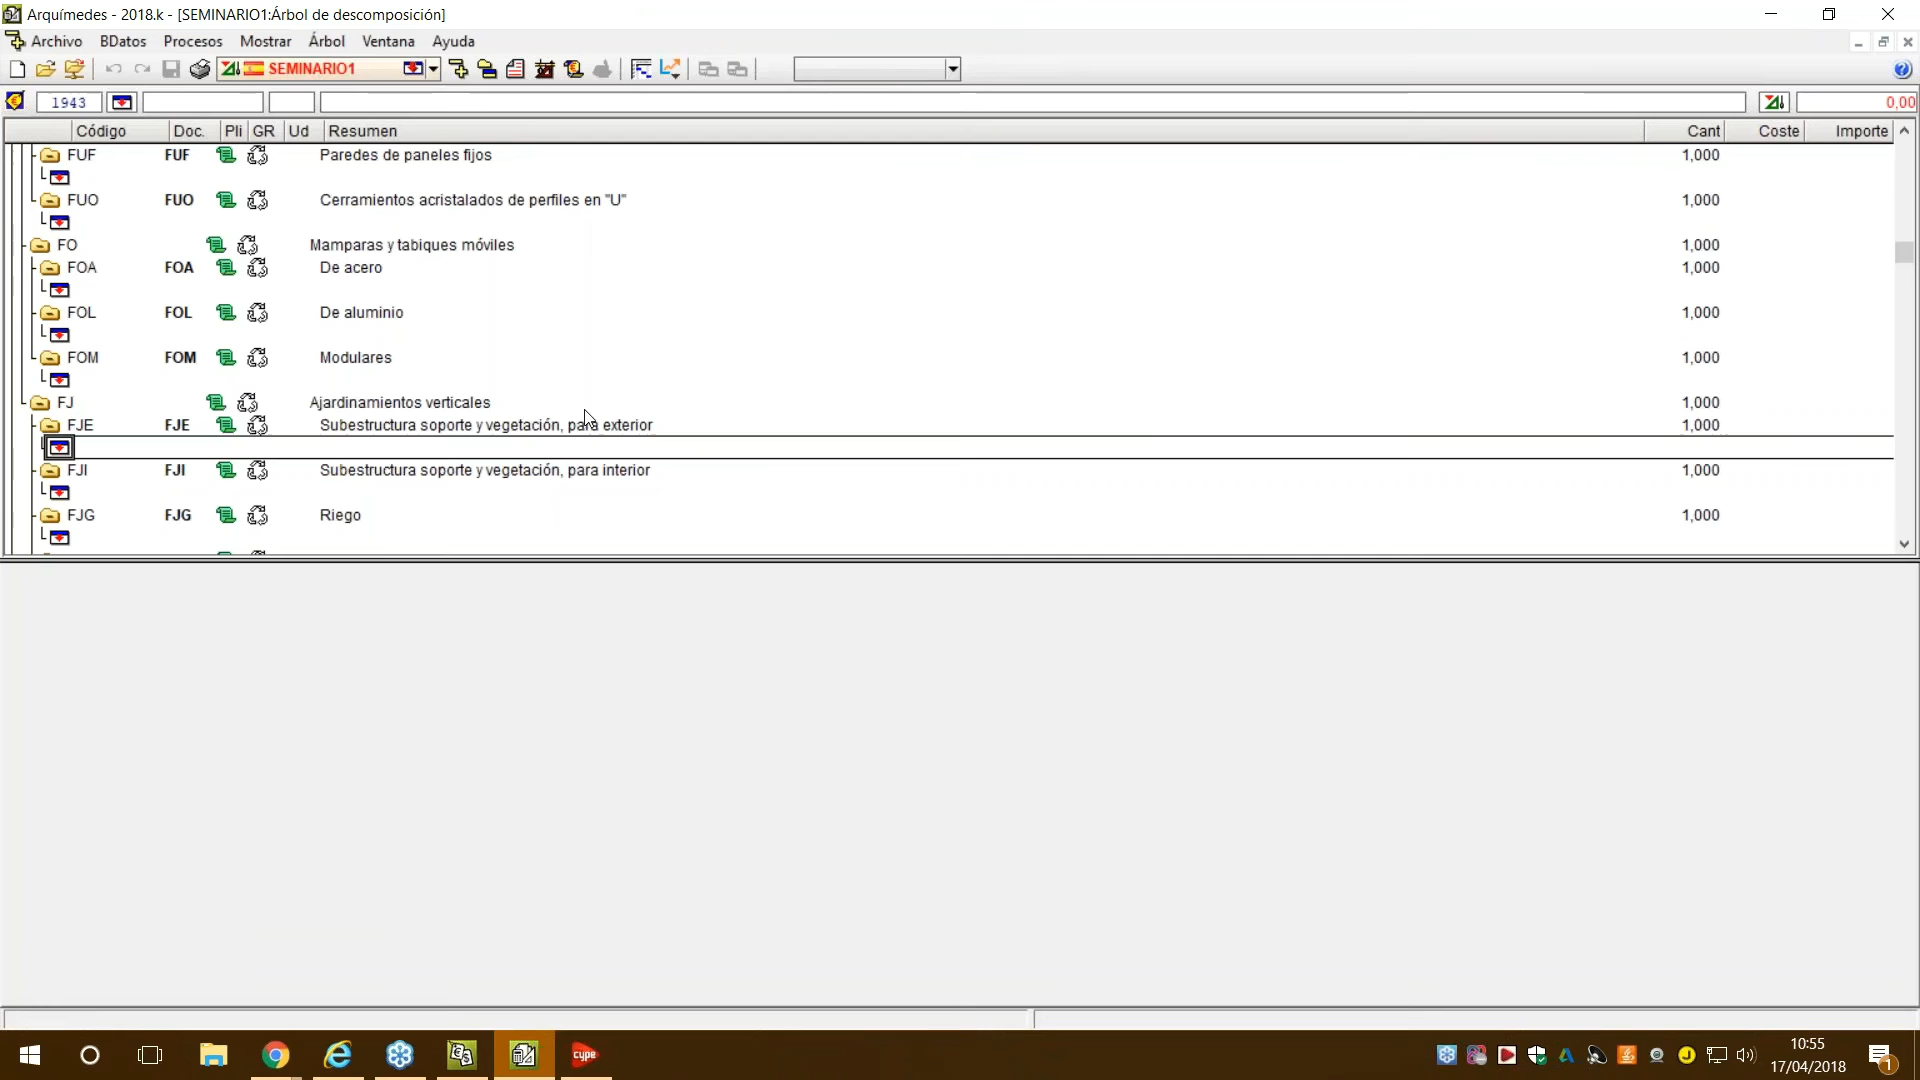 Arquímedes - 2018.k - [SEMINARIO1:Árbol de descomposición]
Archivo BDatos Procesos Mostrar Árbol Ventana Ayuda
SEMINARIO1
1943 0,00
Código Doc. Pli GR Ud Resumen Cant Coste Importe
FUF FUF Paredes de paneles fijos 1,000
FUO FUO Cerramientos acristalados de perfiles en "U" 1,000
FO Mamparas y tabiques móviles 1,000
FOA FOA De acero 1,000
FOL FOL De aluminio 1,000
FOM FOM Modulares 1,000
FJ Ajardinamientos verticales 1,000
FJE FJE Subestructura soporte y vegetación, para exterior 1,000
FJI FJI Subestructura soporte y vegetación, para interior 1,000
FJG FJG Riego 1,000
cype
10:55
17/04/2018
1